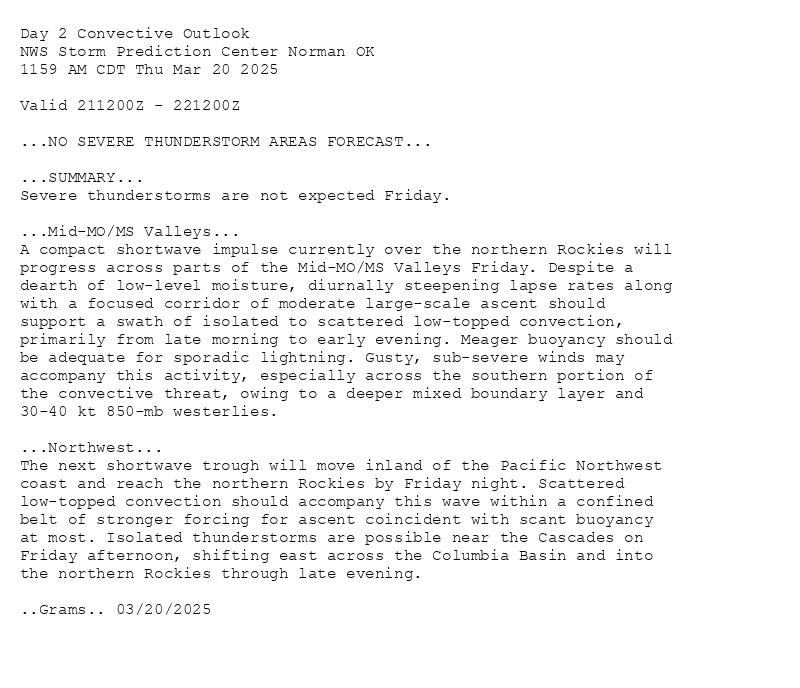 Day 2 Convective Outlook
NWS Storm Prediction Center Norman OK
1159 AM CDT Thu Mar 20 2025
Valid 211200Z - 221200Z
...NO SEVERE THUNDERSTORM AREAS FORECAST...
...SUMMARY...
Severe thunderstorms are not expected Friday.
...Mid-MO/MS Valleys...
A compact shortwave impulse currently over the northern Rockies will
progress across parts of the Mid-MO/MS Valleys Friday. Despite a
dearth of low-level moisture, diurnally steepening lapse rates along
with a focused corridor of moderate large-scale ascent should
support a swath of isolated to scattered low-topped convection,
primarily from late morning to early evening. Meager buoyancy should
be adequate for sporadic lightning. Gusty, sub-severe winds may
accompany this activity, especially across the southern portion of
the convective threat, owing to a deeper mixed boundary layer and
30-40 kt 850-mb westerlies.
...Northwest...
The next shortwave trough will move inland of the Pacific Northwest
coast and reach the northern Rockies by Friday night. Scattered
low-topped convection should accompany this wave within a confined
belt of stronger forcing for ascent coincident with scant buoyancy
at most. Isolated thunderstorms are possible near the Cascades on
Friday afternoon, shifting east across the Columbia Basin and into
the northern Rockies through late evening.
..Grams.. 03/20/2025